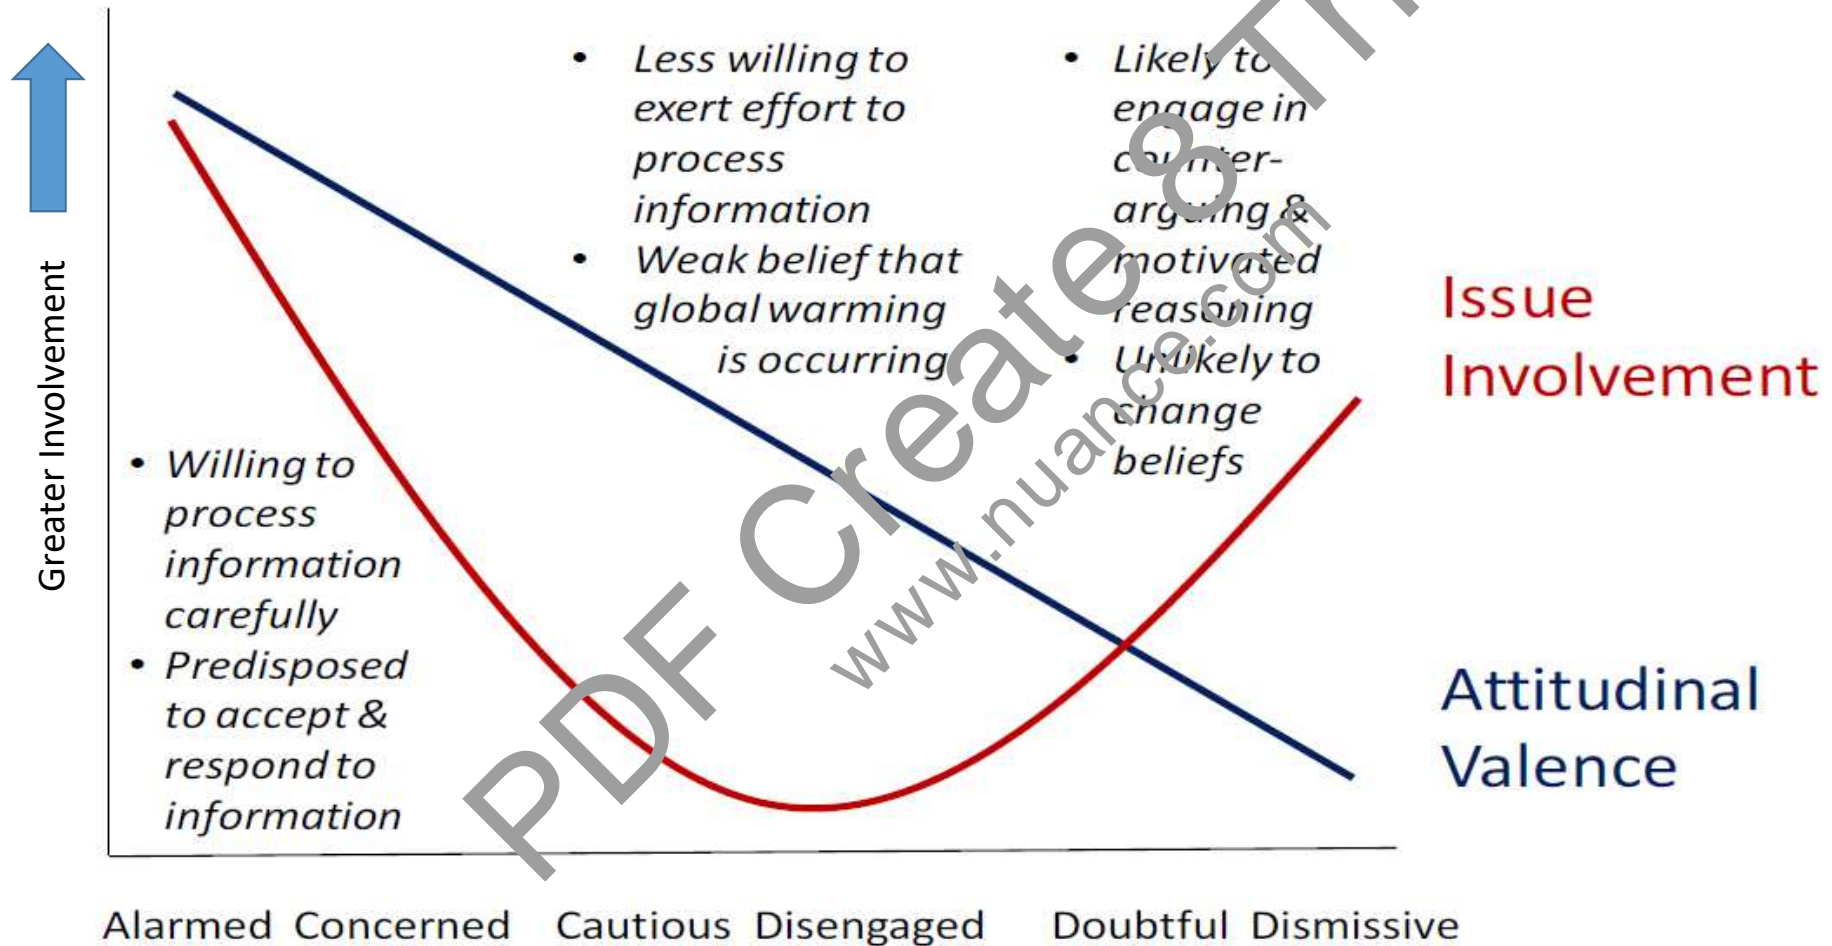 Greater Involvement
• Less willing to
exert effort to
process
information
• Weak belief that
global warming
is occurring
• Likely to
engage in
counter-
arguing &
motivated
reasoning
• Unlikely to
change
beliefs
• Willing to
process
information
carefully
• Predisposed
to accept &
respond to
information
Issue
Involvement
Attitudinal
Valence
PDF Create 8
www.nuance.com
Alarmed Concerned Cautious Disengaged Doubtful Dismissive